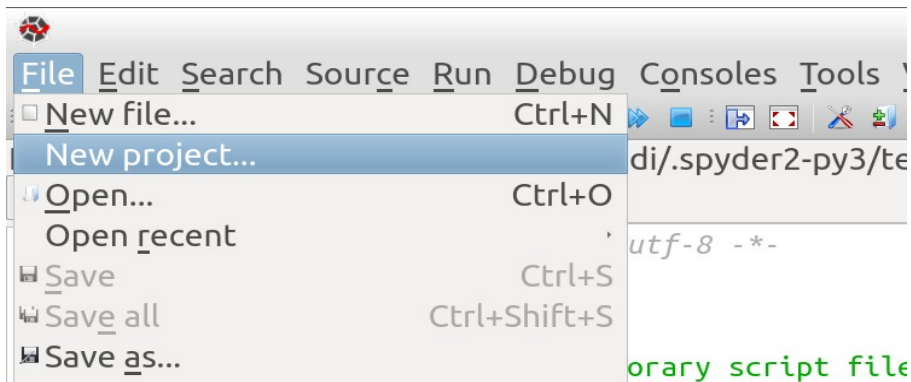 File Edit Search Source Run Debug Consoles Tools
New file... Ctrl+N
New project...
di/.spyder2-py3/te
Open... Ctrl+O
Open recent
utf-8 -*-
Save Ctrl+S
Save all Ctrl+Shift+S
Save as...
orary script file